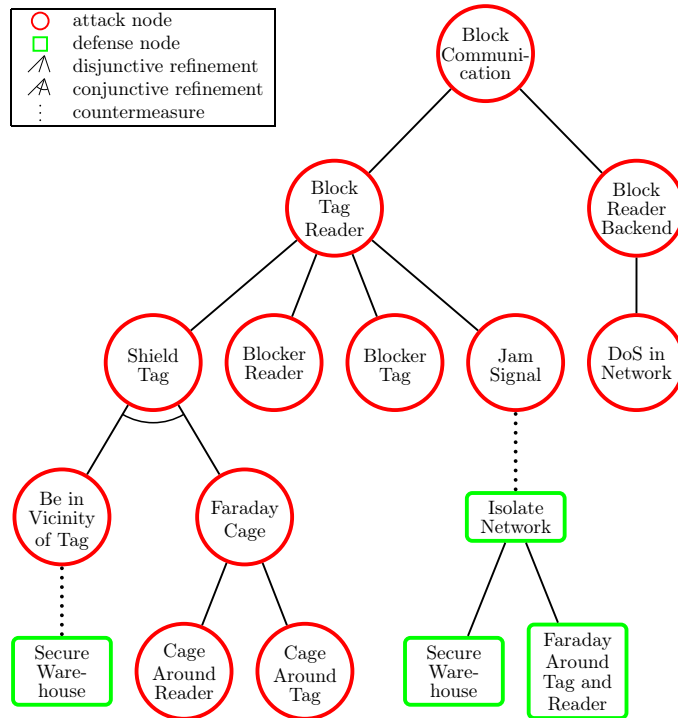 attack node
defense node
disjunctive refinement
conjunctive refinement
countermeasure
Block
Communi-
cation
Block
Tag
Reader
Block
Reader
Backend
Shield
Tag
Blocker
Reader
Blocker
Tag
Jam
Signal
DoS in
Network
Be in
Vicinity
of Tag
Faraday
Cage
Isolate
Network
Secure
Ware-
house
Cage
Around
Reader
Cage
Around
Tag
Secure
Ware-
house
Faraday
Around
Tag and
Reader